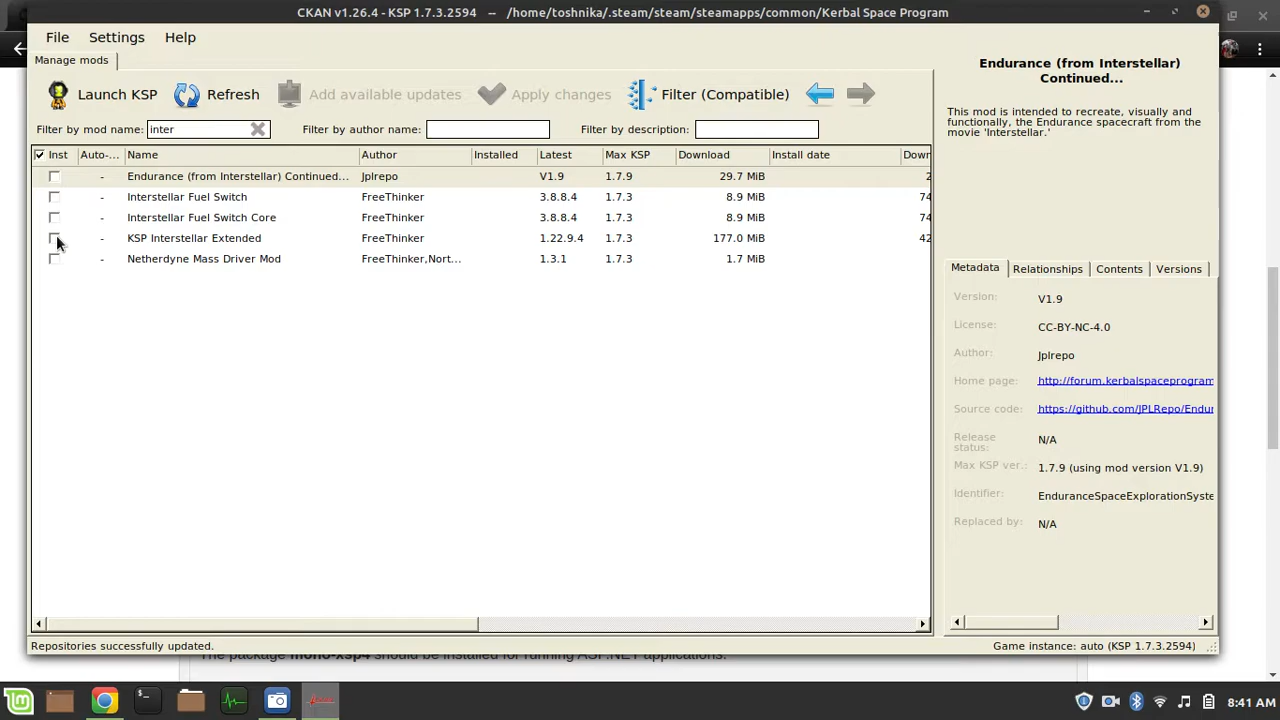 CKAN v1.26.4 - KSP 1.7.3.2594 -- /home/toshnika/.steam/steam/steamapps/common/Kerbal Space Program
File Settings Help
Manage mods
Launch KSP Refresh Add available updates Apply changes Filter (Compatible)
Filter by mod name: inter Filter by author name: Filter by description:
Inst Auto-... Name Author Installed Latest Max KSP Download Install date Down
- Endurance (from Interstellar) Continued... Jplrepo V1.9 1.7.9 29.7 MiB 2
- Interstellar Fuel Switch FreeThinker 3.8.8.4 1.7.3 8.9 MiB 74
- Interstellar Fuel Switch Core FreeThinker 3.8.8.4 1.7.3 8.9 MiB 74
- KSP Interstellar Extended FreeThinker 1.22.9.4 1.7.3 177.0 MiB 42
- Netherdyne Mass Driver Mod FreeThinker,Nort... 1.3.1 1.7.3 1.7 MiB
Endurance (from Interstellar)
Continued...
This mod is intended to recreate, visually and
functionally, the Endurance spacecraft from the
movie 'Interstellar.'
Metadata Relationships Contents Versions
Version: V1.9
License: CC-BY-NC-4.0
Author: Jplrepo
Home page: http://forum.kerbalspaceprogram
Source code: https://github.com/JPLRepo/Endur
Release
status: N/A
Max KSP ver.: 1.7.9 (using mod version V1.9)
Identifier: EnduranceSpaceExplorationSyste
Replaced by: N/A
Repositories successfully updated. Game instance: auto (KSP 1.7.3.2594)
The package mono-xsp4 should be installed for running ASP.NET applications.
8:41 AM